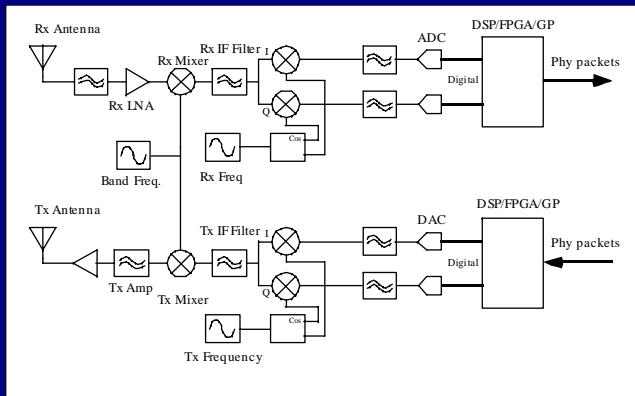 DSP/FPGA/GP
Rx Antenna
ADC
Rx IF Filter
I
Rx Mixer
Digital
Phy packets
Rx LNA
Q
Cos
Band Freq.
Rx Freq
Tx Antenna
DSP/FPGA/GP
DAC
Tx IF Filter
I
Phy packets
Digital
Tx Amp
Q
Tx Mixer
Cos
Tx Frequency